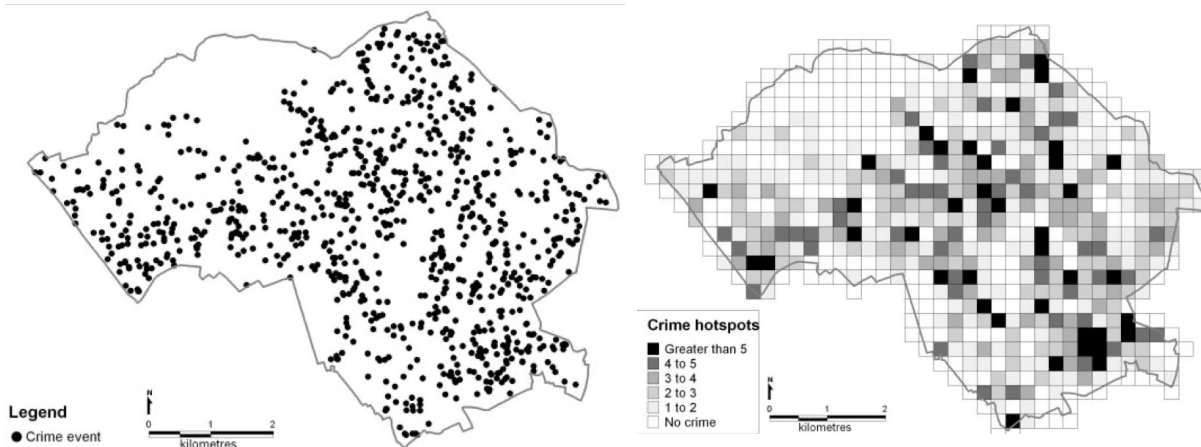 Legend
Crime event
N
0 1 2
kilometres
Crime hotspots
Greater than 5
4 to 5
3 to 4
2 to 3
1 to 2
No crime
N
0 1 2
kilometres